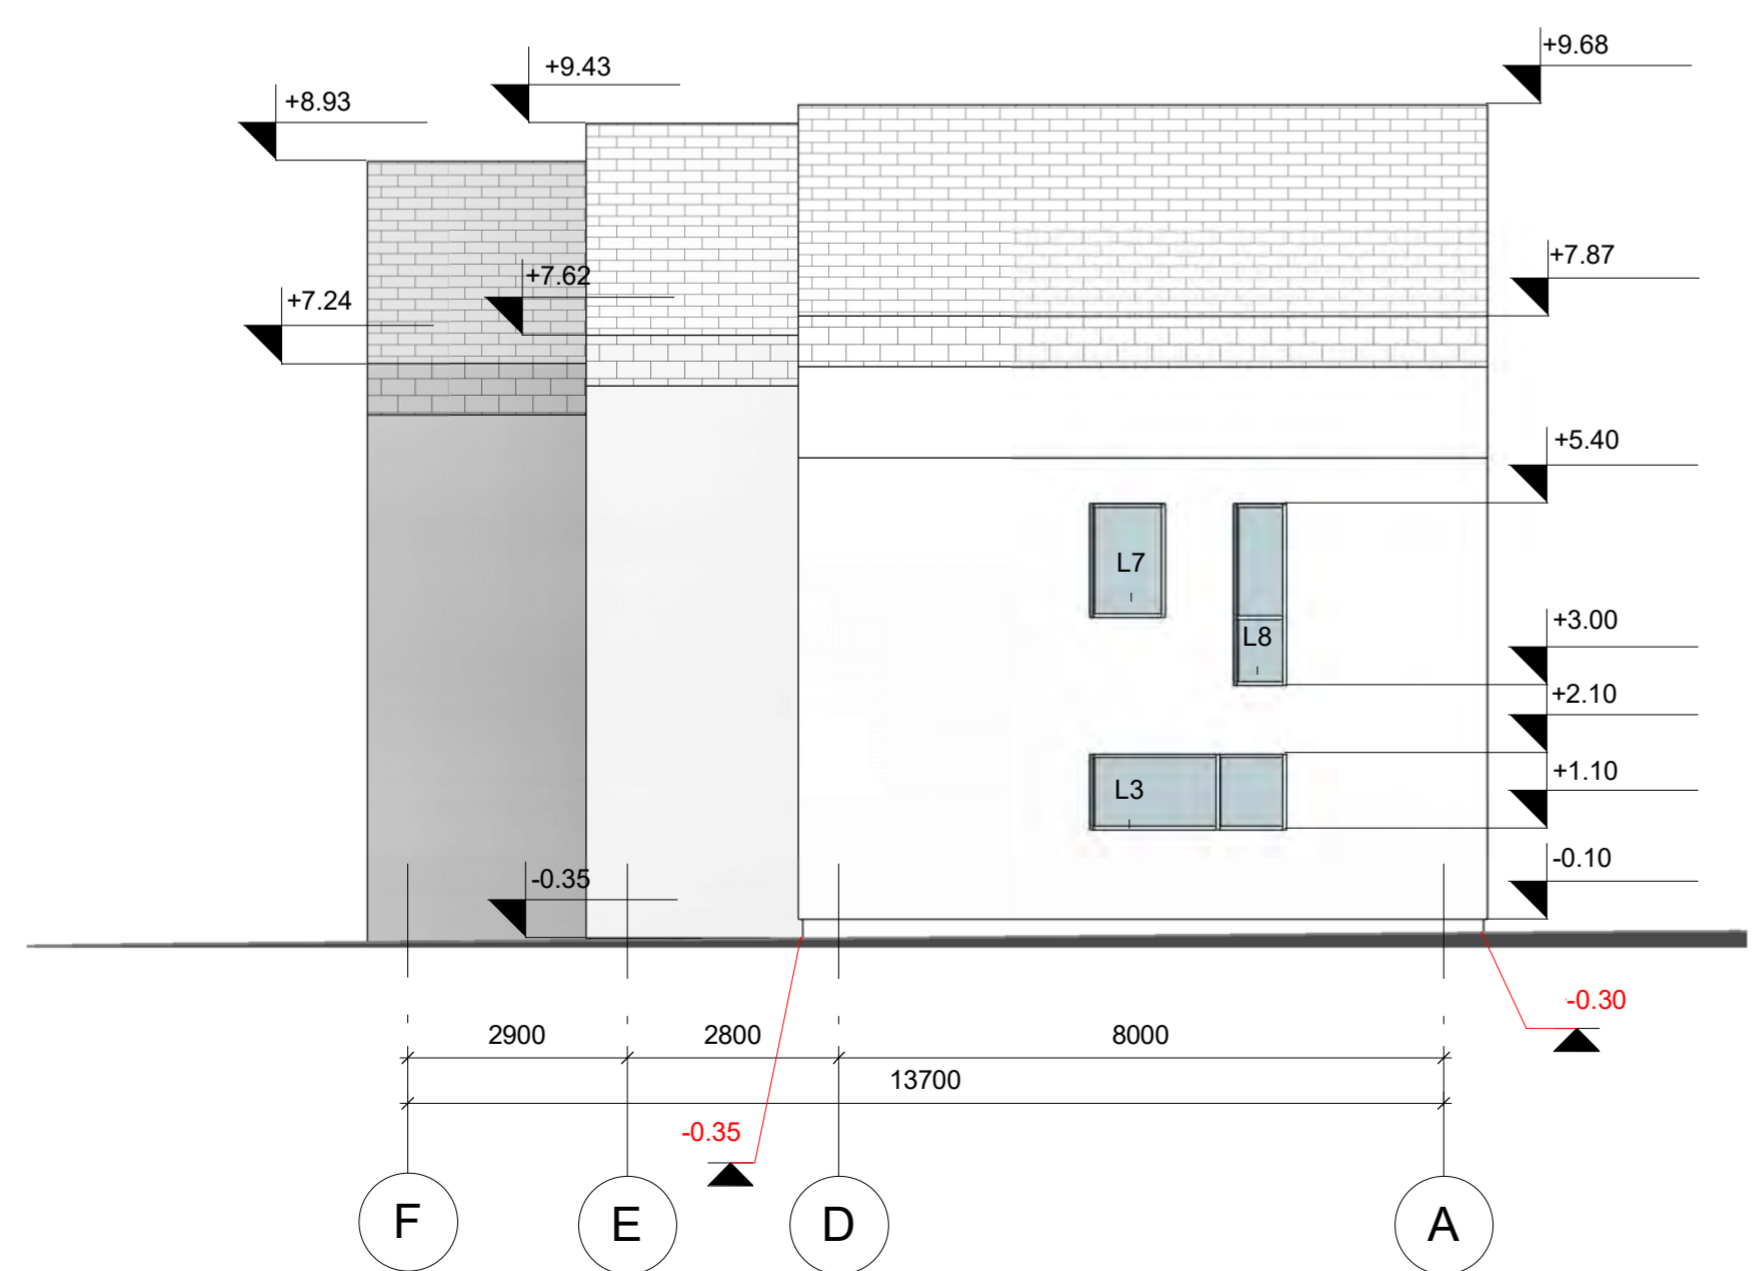 +9.68
+9.43
+8.93
+7.87
+7.62
+7.24
+5.40
L7
+3.00
L8
+2.10
+1.10
L3
-0.10
-0.35
-0.30
2900
2800
8000
13700
-0.35
F
E
D
A